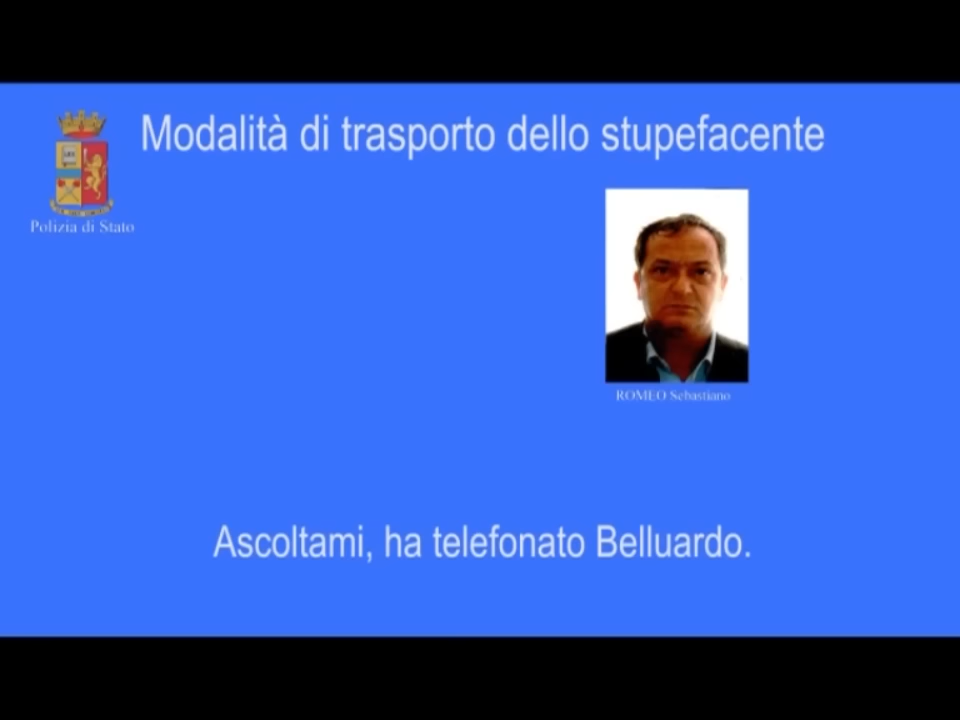 Modalità di trasporto dello stupefacente
Polizia di Stato
ROMEO Sebastiano
Ascoltami, ha telefonato Belluardo.